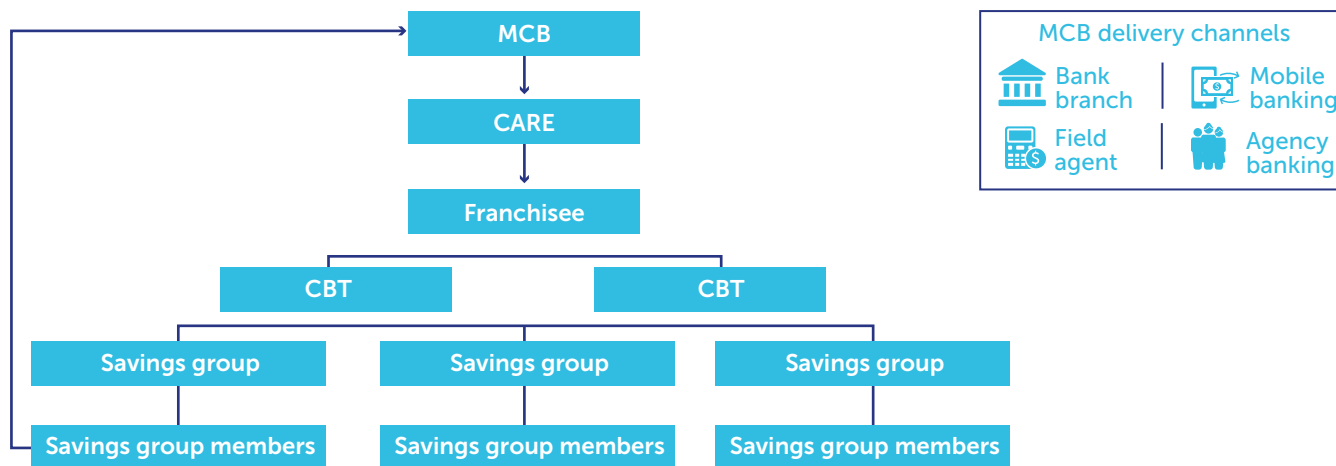 MCB
CARE
Franchisee
CBT
CBT
Savings group
Savings group
Savings group
Savings group members
Savings group members
Savings group members
MCB delivery channels
Bank
branch
Mobile
banking
Field
agent
Agency
banking